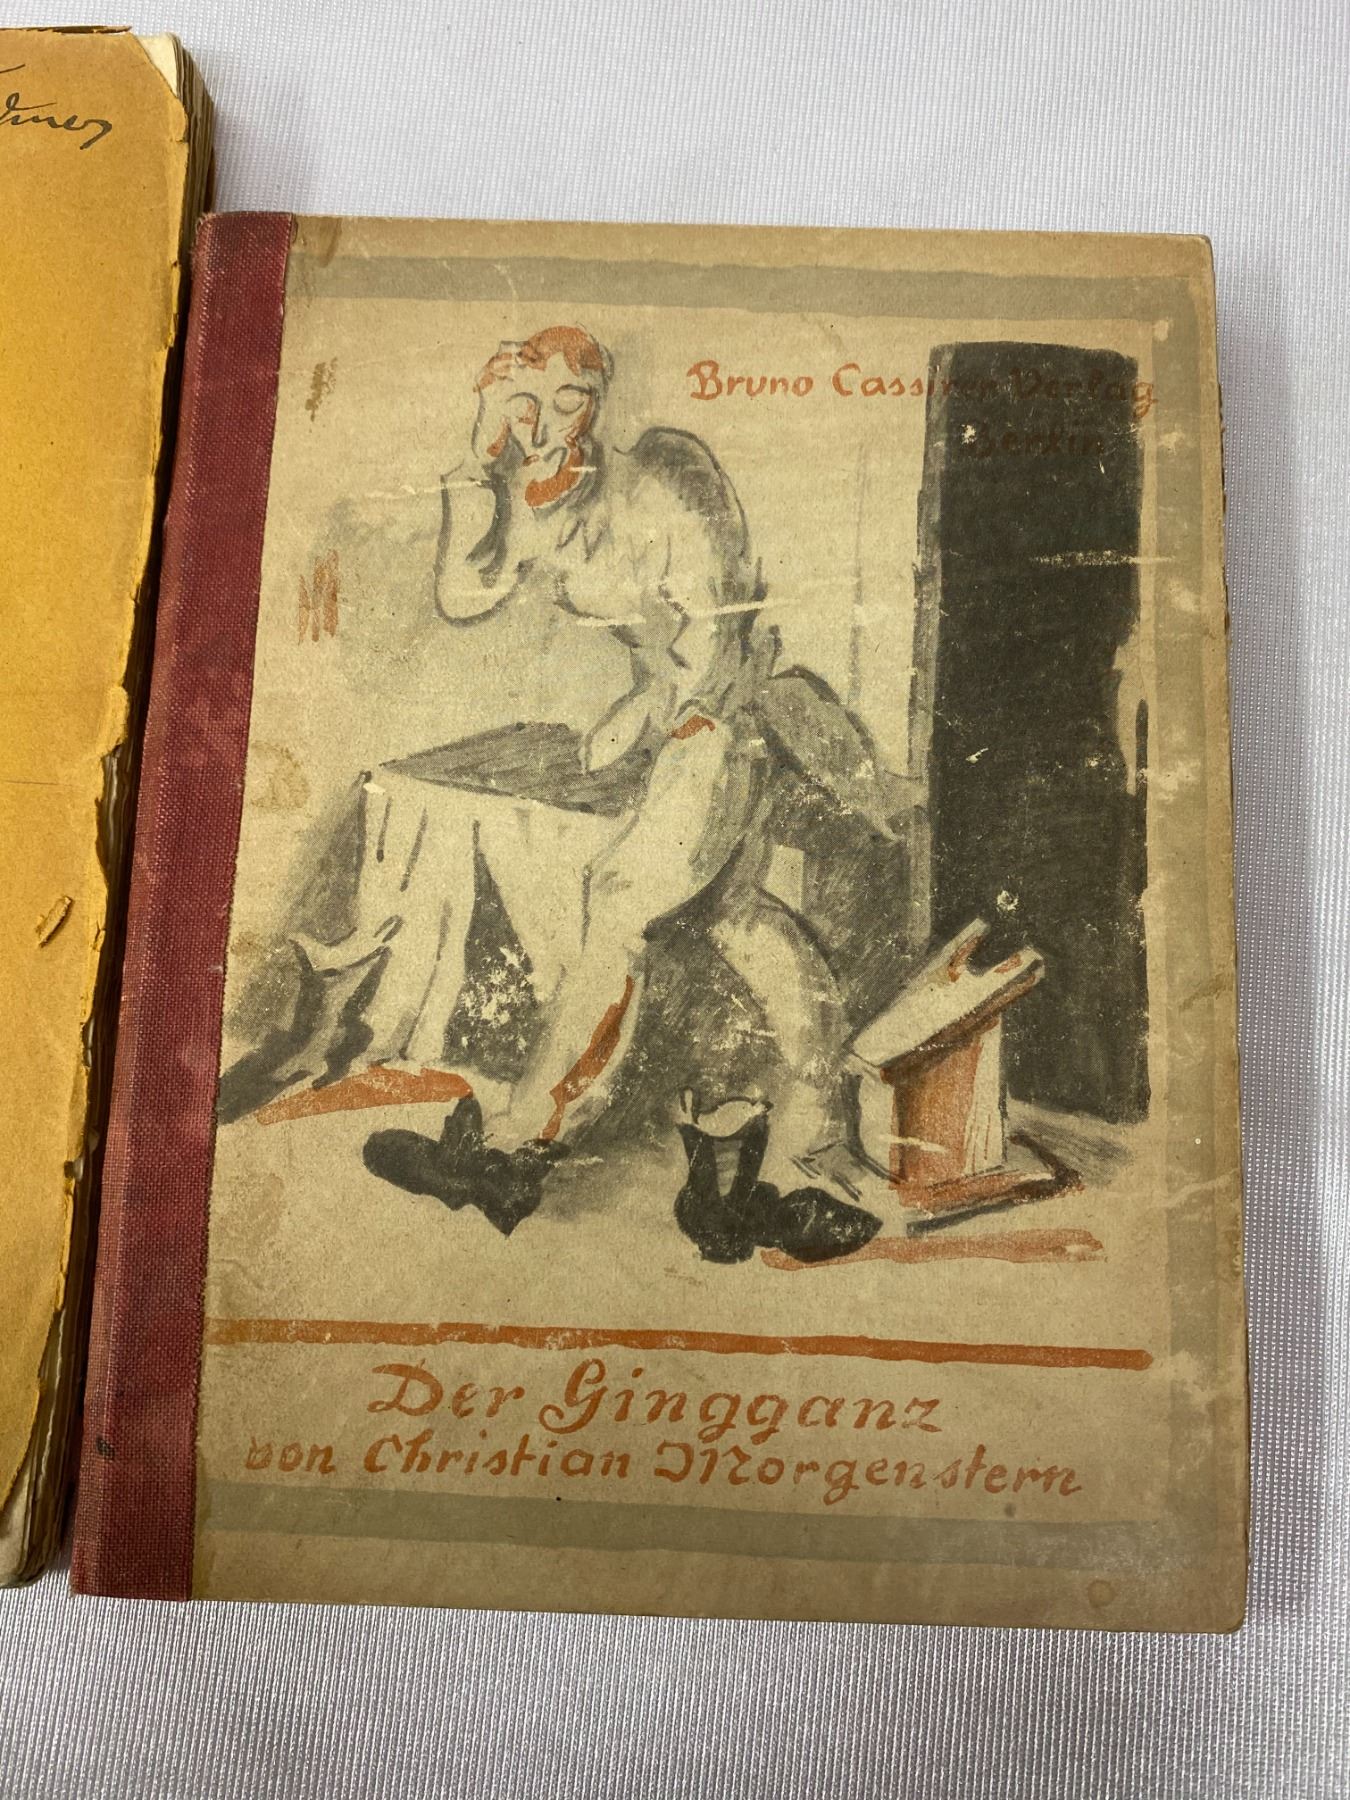 Bruno Cassirer Verlag
Berlin
Der Gingganz
von Christian Morgenstern